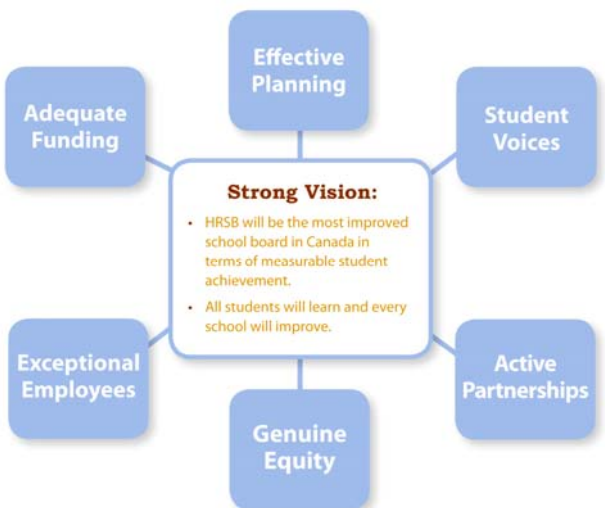 Effective
Planning
Adequate
Funding
Student
Voices
Strong Vision:
• HRSB will be the most improved
school board in Canada in
terms of measurable student
achievement.
• All students will learn and every
school will improve.
Exceptional
Employees
Active
Partnerships
Genuine
Equity